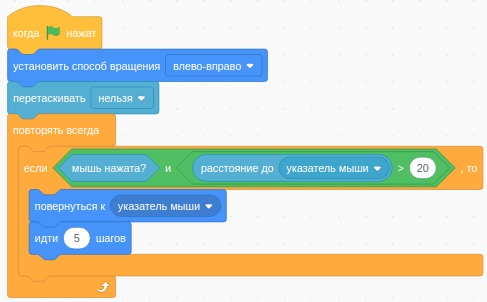 когда нажат
установить способ вращения влево-вправо
перетаскивать нельзя
повторять всегда
если мышь нажата? и расстояние до указатель мыши > 20 , то
повернуться к указатель мыши
идти 5 шагов